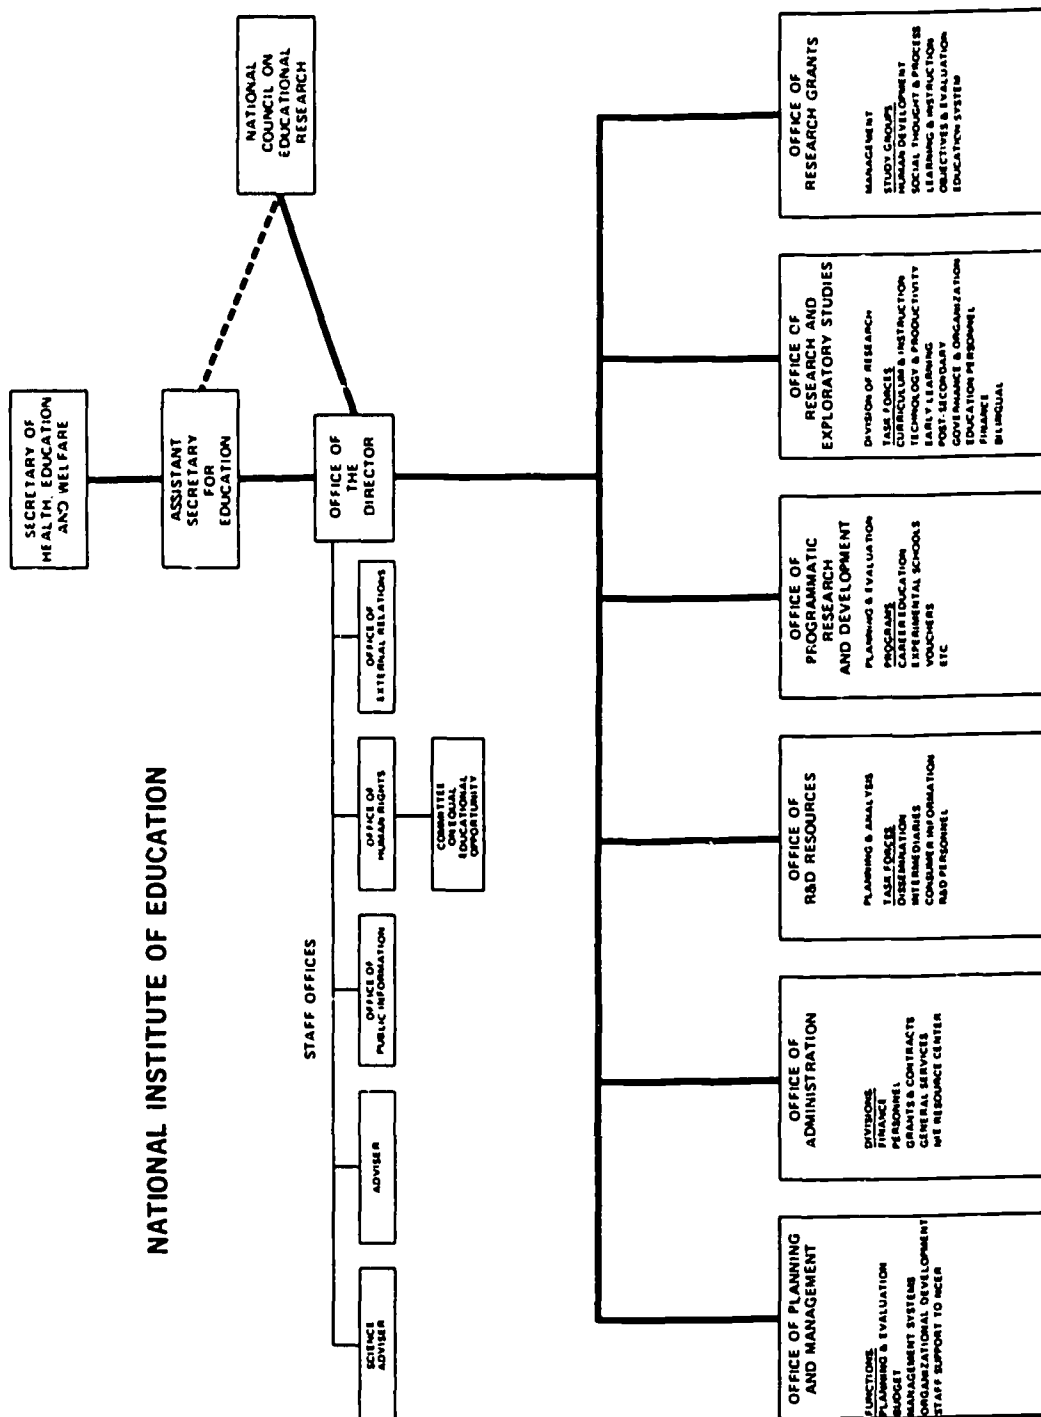 NATIONAL INSTITUTE OF EDUCATION
SECRETARY OF
HEALTH, EDUCATION
AND WELFARE
ASSISTANT
SECRETARY
FOR
EDUCATION
NATIONAL
COUNCIL ON
EDUCATIONAL
RESEARCH
OFFICE OF
THE
DIRECTOR
STAFF OFFICES
SCIENCE
ADVISER
ADVISER
OFFICE OF
PUBLIC INFORMATION
OFFICE OF
HUMAN RIGHTS
OFFICE OF
EXTERNAL RELATIONS
COMMITTEE
ON EQUAL
EDUCATIONAL
OPPORTUNITY
OFFICE OF PLANNING
AND MANAGEMENT
FUNCTIONS
PLANNING & EVALUATION
BUDGET
MANAGEMENT SYSTEMS
ORGANIZATIONAL DEVELOPMENT
STAFF SUPPORT TO NCER
OFFICE OF
ADMINISTRATION
DIVISIONS
FINANCE
PERSONNEL
GRANTS & CONTRACTS
GENERAL SERVICES
NIE RESOURCE CENTER
OFFICE OF
R&D RESOURCES
PLANNING & ANALYSIS
TASK FORCES
DISSEMINATION
INTERMEDIARIES
CONSUMER INFORMATION
R&D PERSONNEL
OFFICE OF
PROGRAMMATIC
RESEARCH
AND DEVELOPMENT
PLANNING & EVALUATION
PROGRAMS
CAREER EDUCATION
EXPERIMENTAL SCHOOLS
VOUCHERS
ETC
OFFICE OF
RESEARCH AND
EXPLORATORY STUDIES
DIVISION OF RESEARCH
TASK FORCES
CURRICULUM & INSTRUCTION
TECHNOLOGY & PRODUCTIVITY
EARLY LEARNING
POST-SECONDARY
GOVERNANCE & ORGANIZATION
EDUCATION PERSONNEL
FINANCE
BILINGUAL
OFFICE OF
RESEARCH GRANTS
MANAGEMENT
STUDY GROUPS
HUMAN DEVELOPMENT
SOCIAL THOUGHT & PROCESS
LEARNING & INSTRUCTION
OBJECTIVES & EVALUATION
EDUCATION SYSTEM